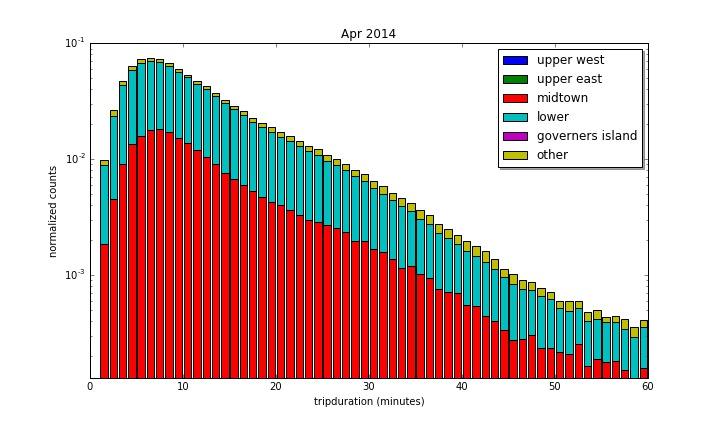 Apr 2014
10^-1
10^-2
10^-3
normalized counts
upper west
upper east
midtown
lower
governers island
other
0 10 20 30 40 50 60
tripduration (minutes)